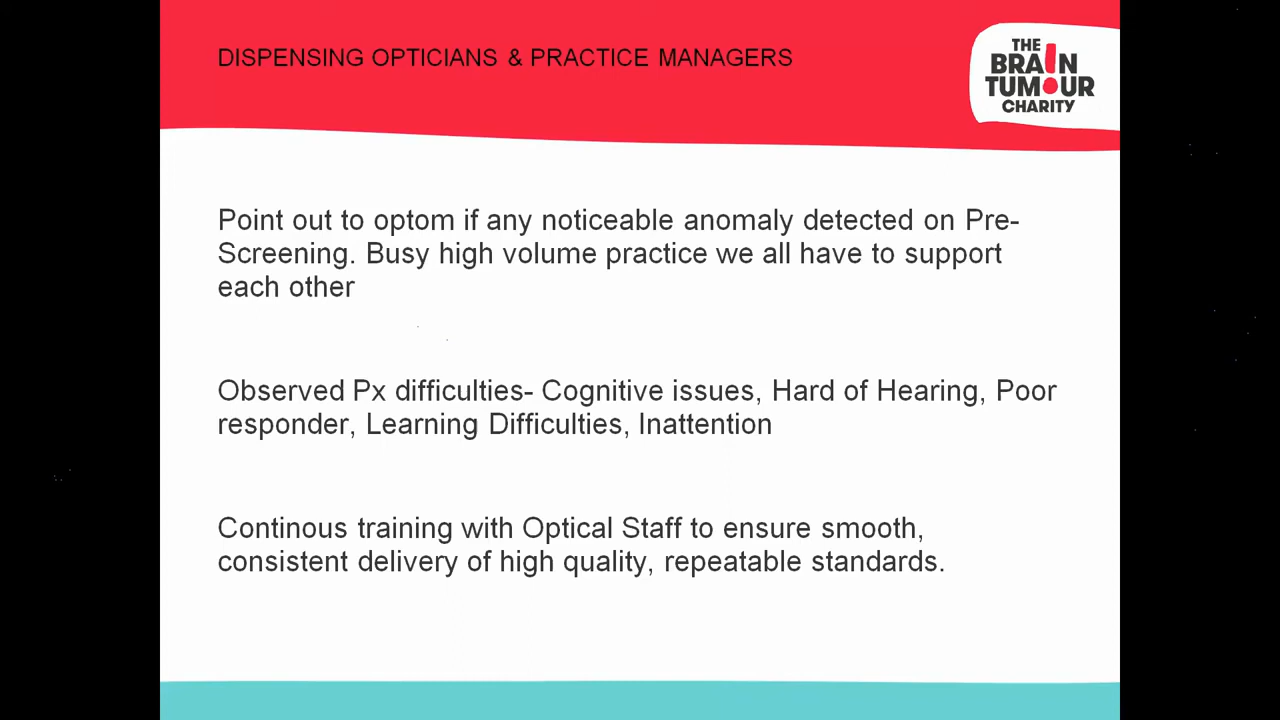 DISPENSING OPTICIANS & PRACTICE MANAGERS
THE
BRAIN
TUMOUR
CHARITY
Point out to optom if any noticeable anomaly detected on Pre-
Screening. Busy high volume practice we all have to support
each other
Observed Px difficulties- Cognitive issues, Hard of Hearing, Poor
responder, Learning Difficulties, Inattention
Continous training with Optical Staff to ensure smooth,
consistent delivery of high quality, repeatable standards.